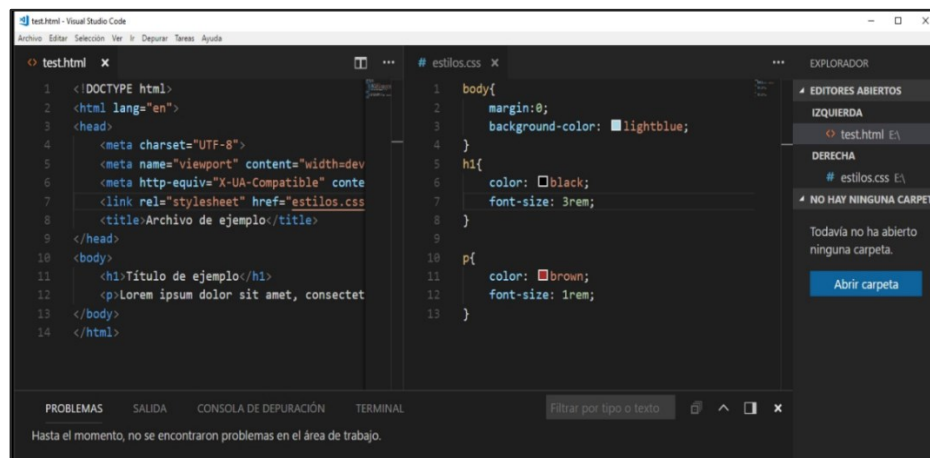 test.html - Visual Studio Code
Archivo Editar Selección Ver Ir Depurar Tareas Ayuda
<> test.html x
1 <!DOCTYPE html>
2 <html lang="en">
3 <head>
4 <meta charset="UTF-8">
5 <meta name="viewport" content="width=dev
6 <meta http-equiv="X-UA-Compatible" conte
7 <link rel="stylesheet" href="estilos.css
8 <title>Archivo de ejemplo</title>
9 </head>
10 <body>
11 <h1>Título de ejemplo</h1>
12 <p>Lorem ipsum dolor sit amet, consectet
13 </body>
14 </html>
# estilos.css x
1 body{
2 margin:0;
3 background-color: lightblue;
4 }
5 h1{
6 color: black;
7 font-size: 3rem;
8 }
9
10 p{
11 color: brown;
12 font-size: 1rem;
13 }
EXPLORADOR
EDITORES ABIERTOS
IZQUIERDA
<> test.html E:\
DERECHA
# estilos.css E:\
NO HAY NINGUNA CARPET
Todavía no ha abierto
ninguna carpeta.
Abrir carpeta
PROBLEMAS SALIDA CONSOLA DE DEPURACIÓN TERMINAL
Filtrar por tipo o texto
Hasta el momento, no se encontraron problemas en el área de trabajo.